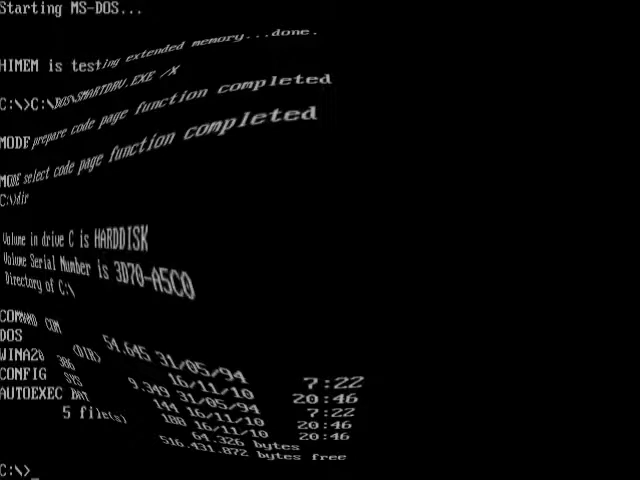 Starting MS-DOS...
HIMEM is testing extended memory...done.
C:\>C:\DOS\SMARTDRV.EXE /X
MODE prepare code page function completed
MODE select code page function completed
C:\>dir
Volume in drive C is HARDDISK
Volume Serial Number is 3D70-A5C0
Directory of C:\
COMMAND COM 54.645 31/05/94 7:22
DOS <DIR> 16/11/10 20:46
WINA20 386 9.349 31/05/94 7:22
CONFIG SYS 144 16/11/10 20:46
AUTOEXEC BAT 188 16/11/10 20:46
5 file(s) 64.326 bytes
516.431.872 bytes free
C:\>_